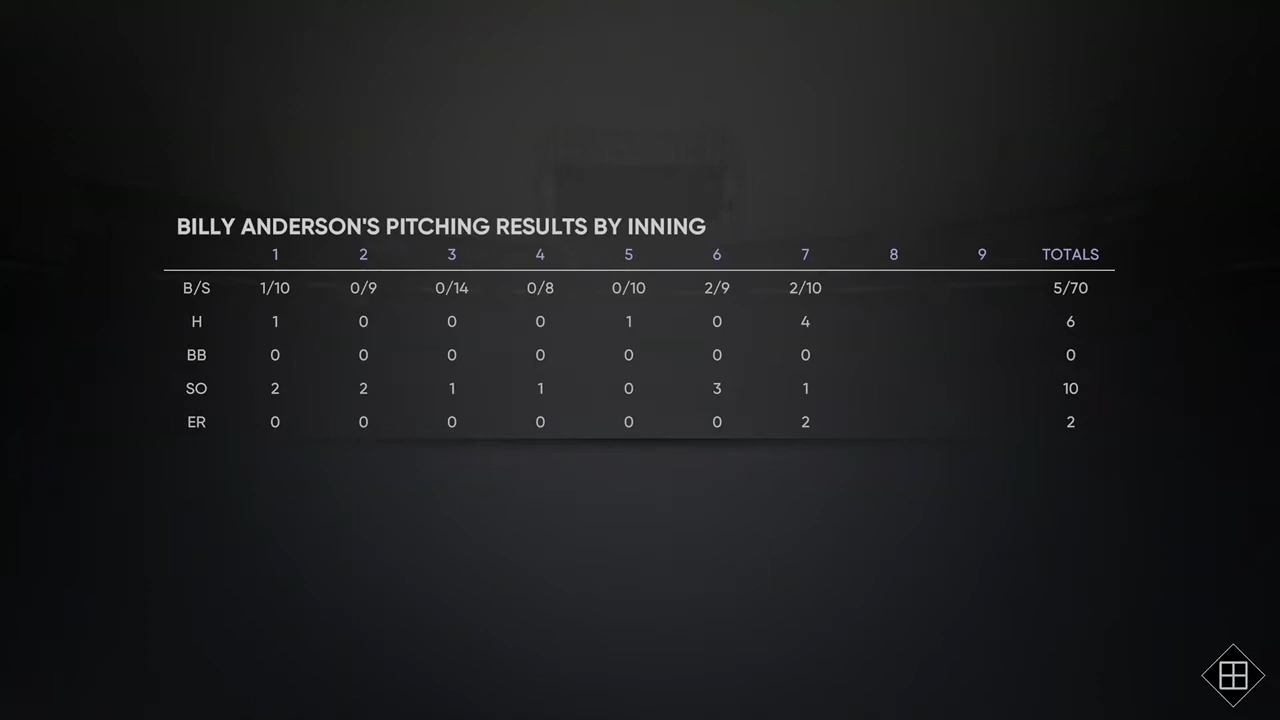 BILLY ANDERSON'S PITCHING RESULTS BY INNING
1 2 3 4 5 6 7 8 9 TOTALS
B/S 1/10 0/9 0/14 0/8 0/10 2/9 2/10 5/70
H 1 0 0 0 1 0 4 6
BB 0 0 0 0 0 0 0 0
SO 2 2 1 1 0 3 1 10
ER 0 0 0 0 0 0 2 2